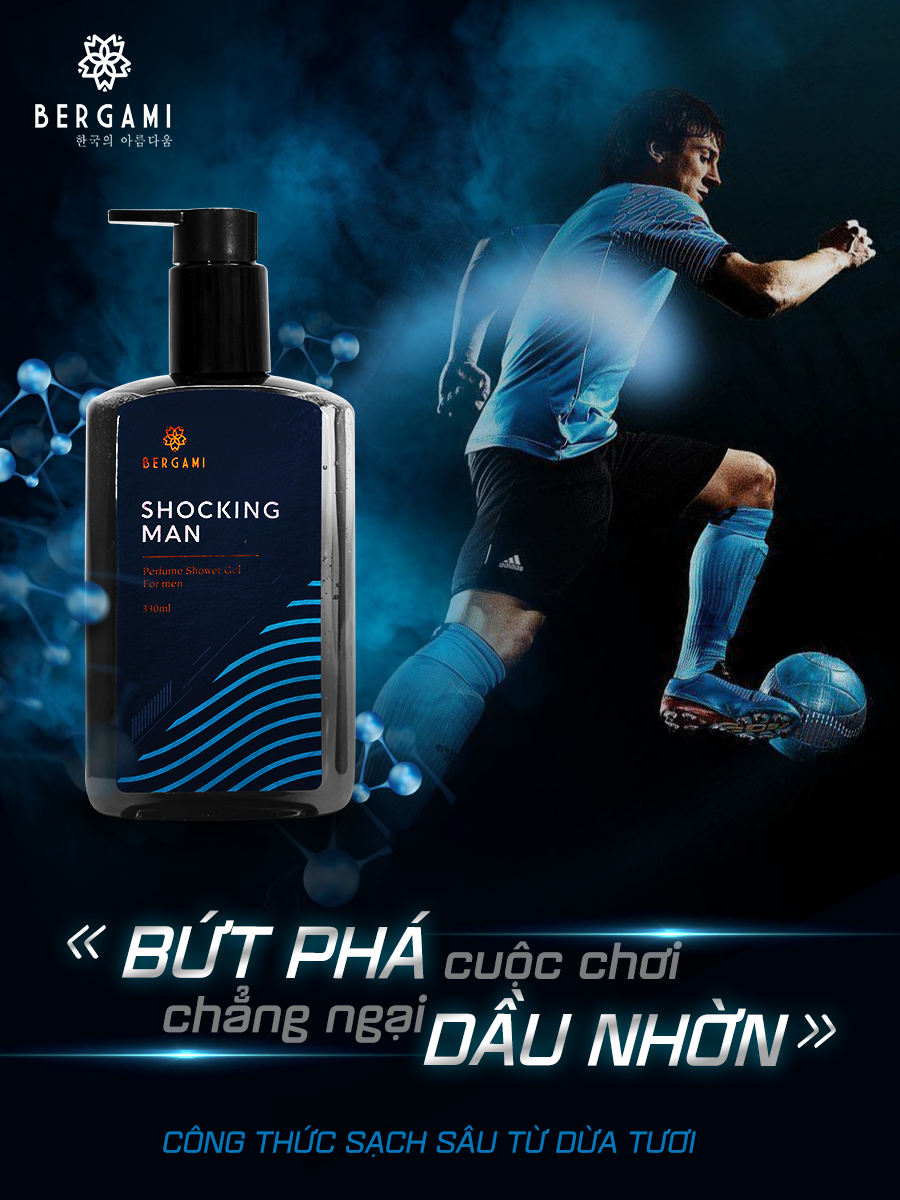 BERGAMI
한국의 아름다움
BERGAMI
SHOCKING
MAN
Perfume Shower Gel
For men
330ml
adidas
« BỨT PHÁ cuộc chơi
chẳng ngại DẦU NHỜN »
CÔNG THỨC SẠCH SÂU TỪ DỪA TƯƠI